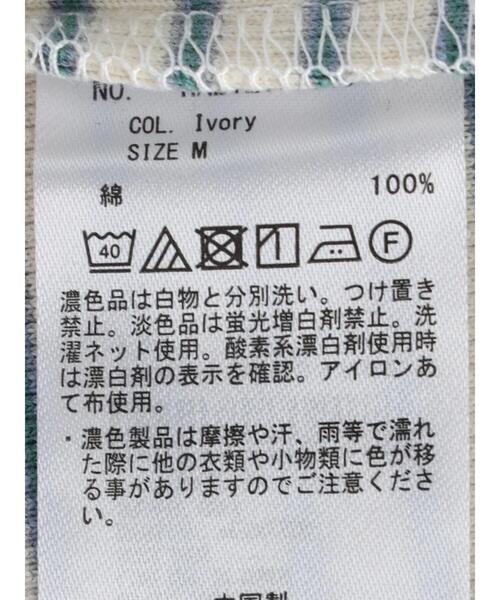 NO.
COL. Ivory
SIZE M
綿 100%
40 F
濃色品は白物と分別洗い。つけ置き
禁止。淡色品は蛍光増白剤禁止。洗
濯ネット使用。酸素系漂白剤使用時
は漂白剤の表示を確認。アイロンあ
て布使用。
・濃色製品は摩擦や汗、雨等で濡れ
た際に他の衣類や小物類に色が移
る事がありますのでご注意くださ
い。
中国製